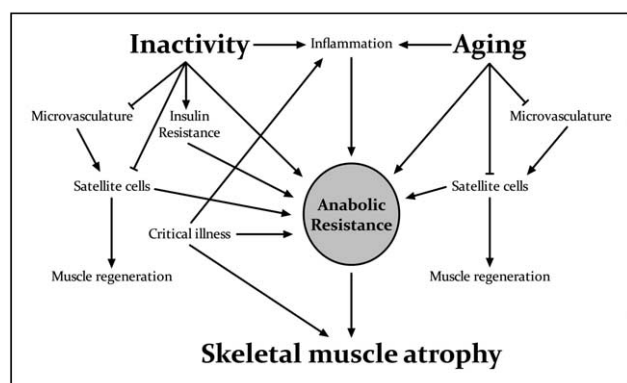 Inactivity
Inflammation
Aging
Microvasculature
Insulin
Resistance
Microvasculature
Satellite cells
Anabolic
Resistance
Satellite cells
Critical illness
Muscle regeneration
Muscle regeneration
Skeletal muscle atrophy